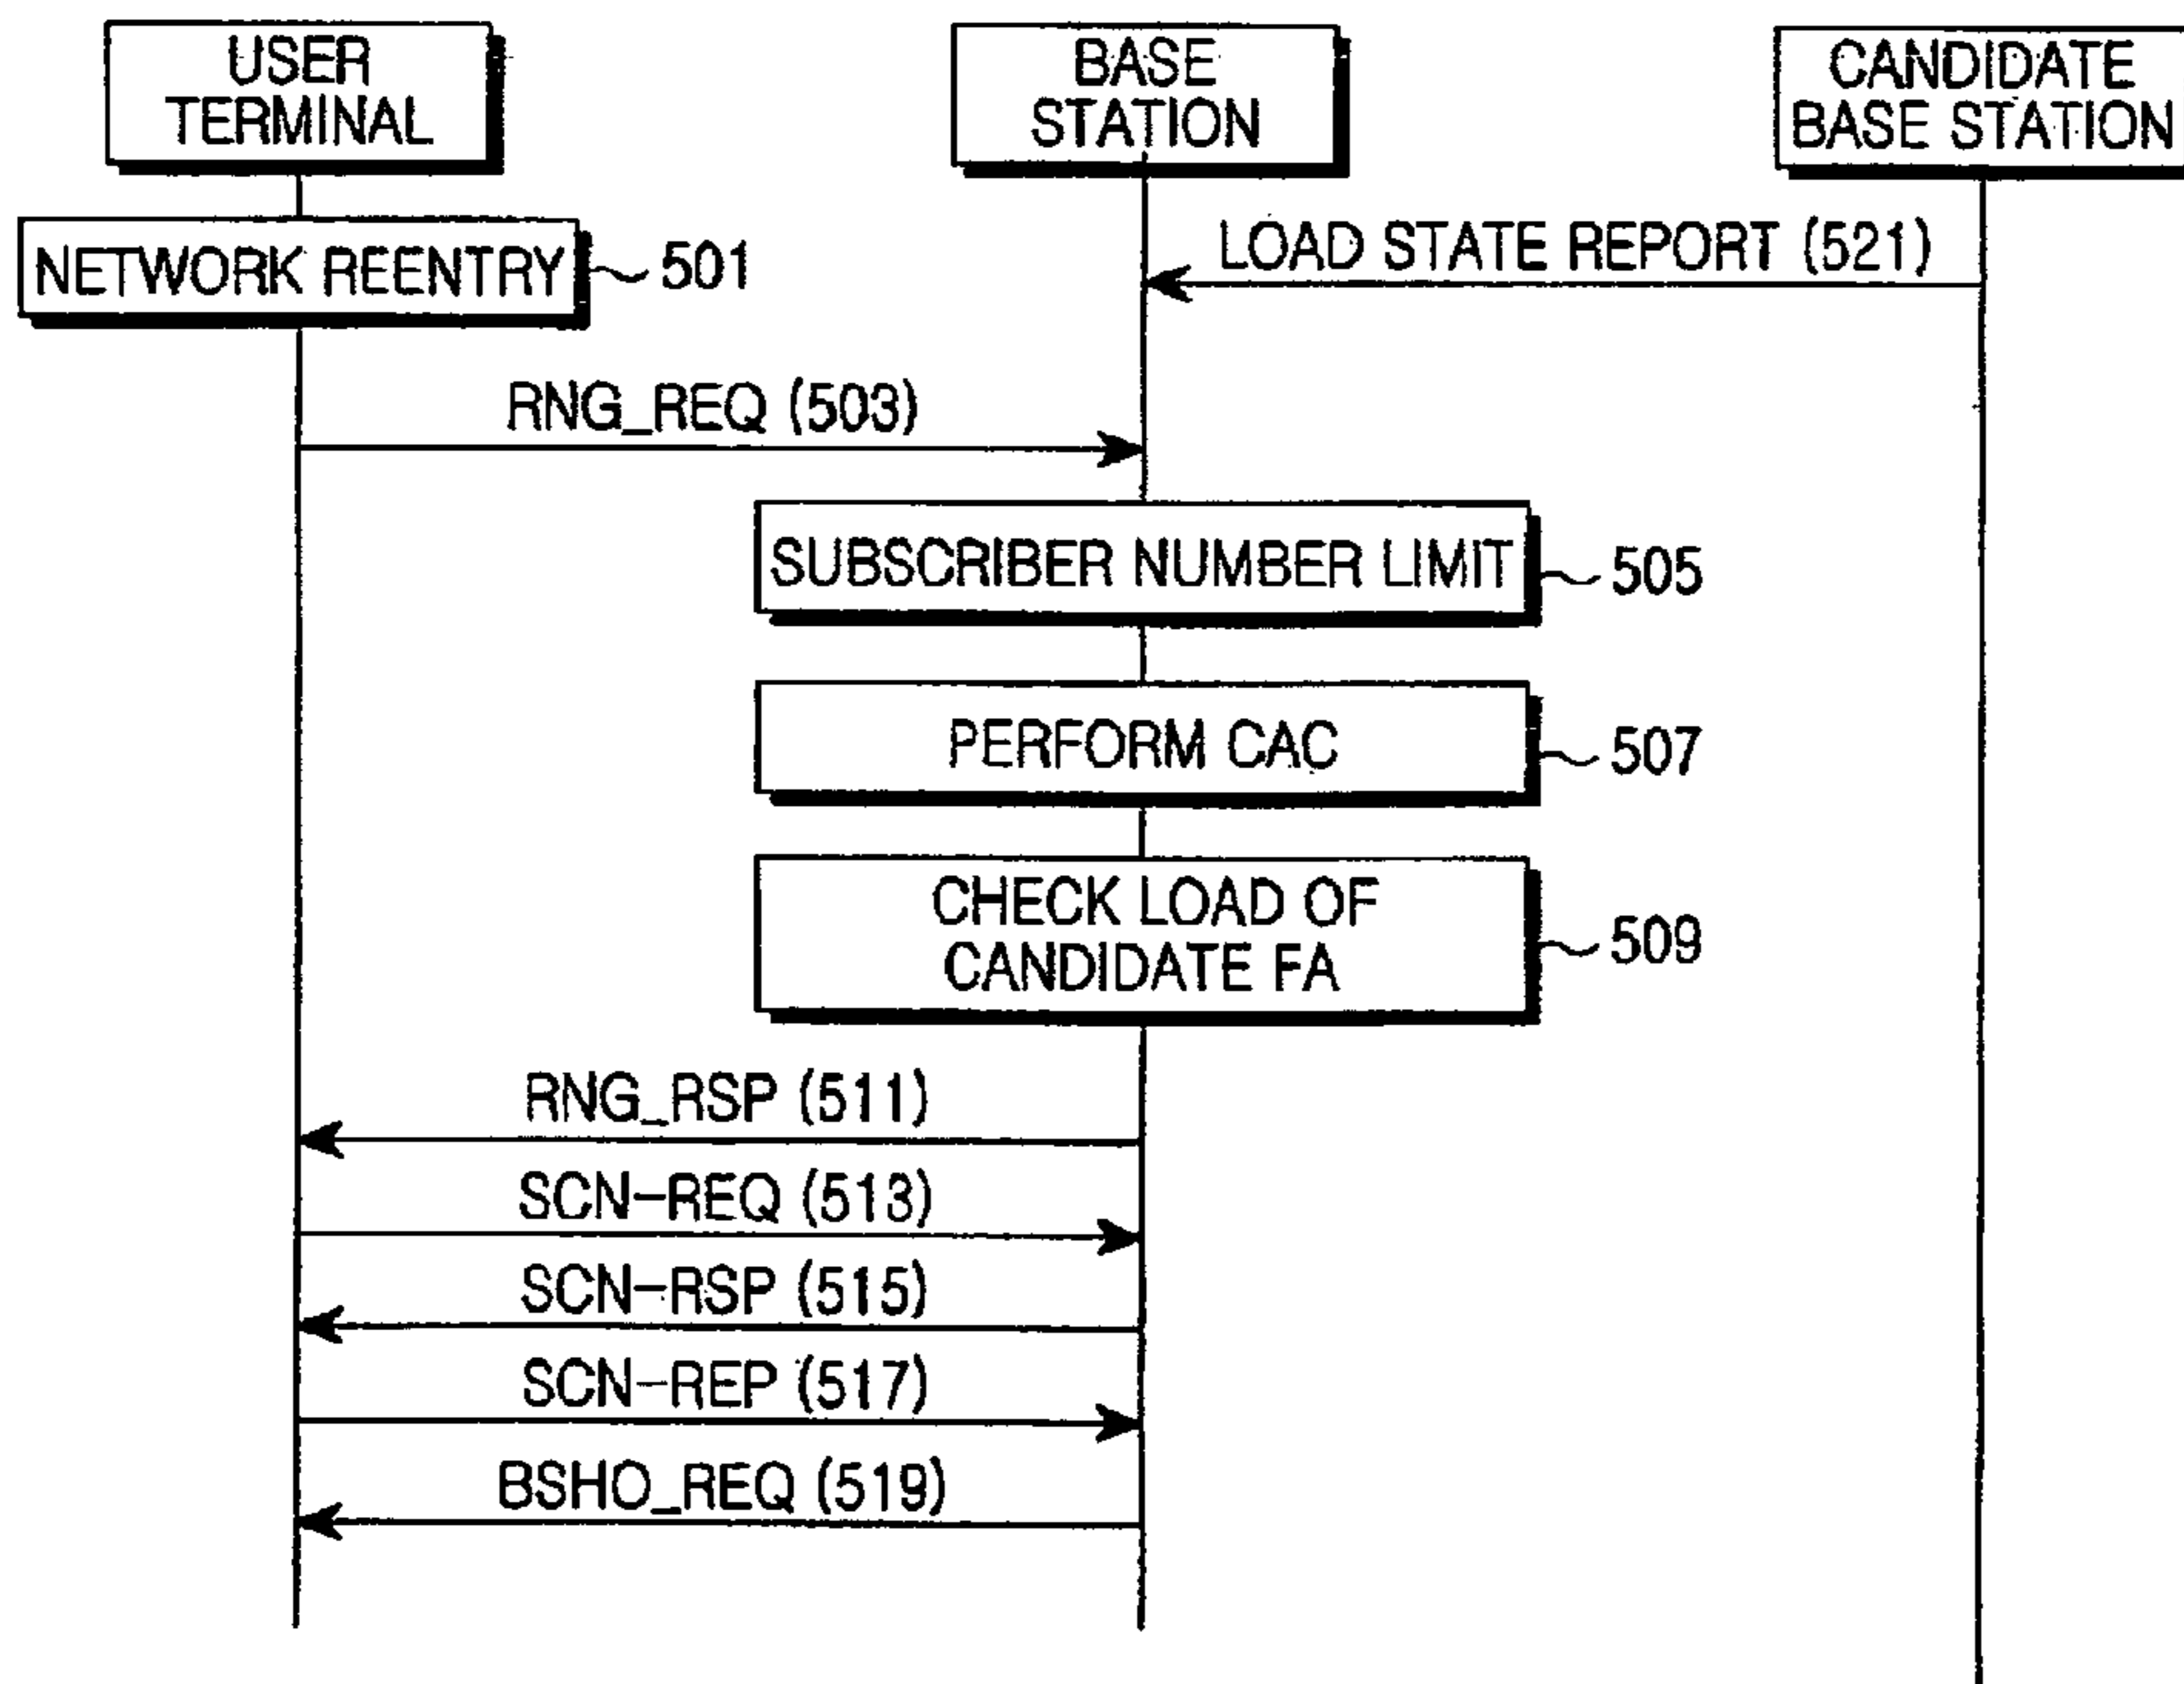 USER
TERMINAL
BASE
STATION
CANDIDATE
BASE STATION
NETWORK REENTRY
501
LOAD STATE REPORT (521)
RNG_REQ (503)
SUBSCRIBER NUMBER LIMIT
505
PERFORM CAC
507
CHECK LOAD OF
CANDIDATE FA
509
RNG_RSP (511)
SCN-REQ (513)
SCN-RSP (515)
SCN-REP (517)
BSHO_REQ (519)